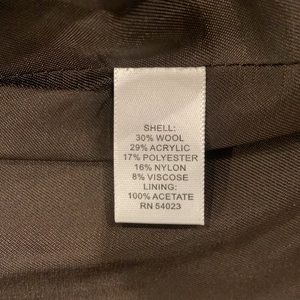 SHELL:
30% WOOL
29% ACRYLIC
17% POLYESTER
16% NYLON
8% VISCOSE
LINING:
100% ACETATE
RN 54023